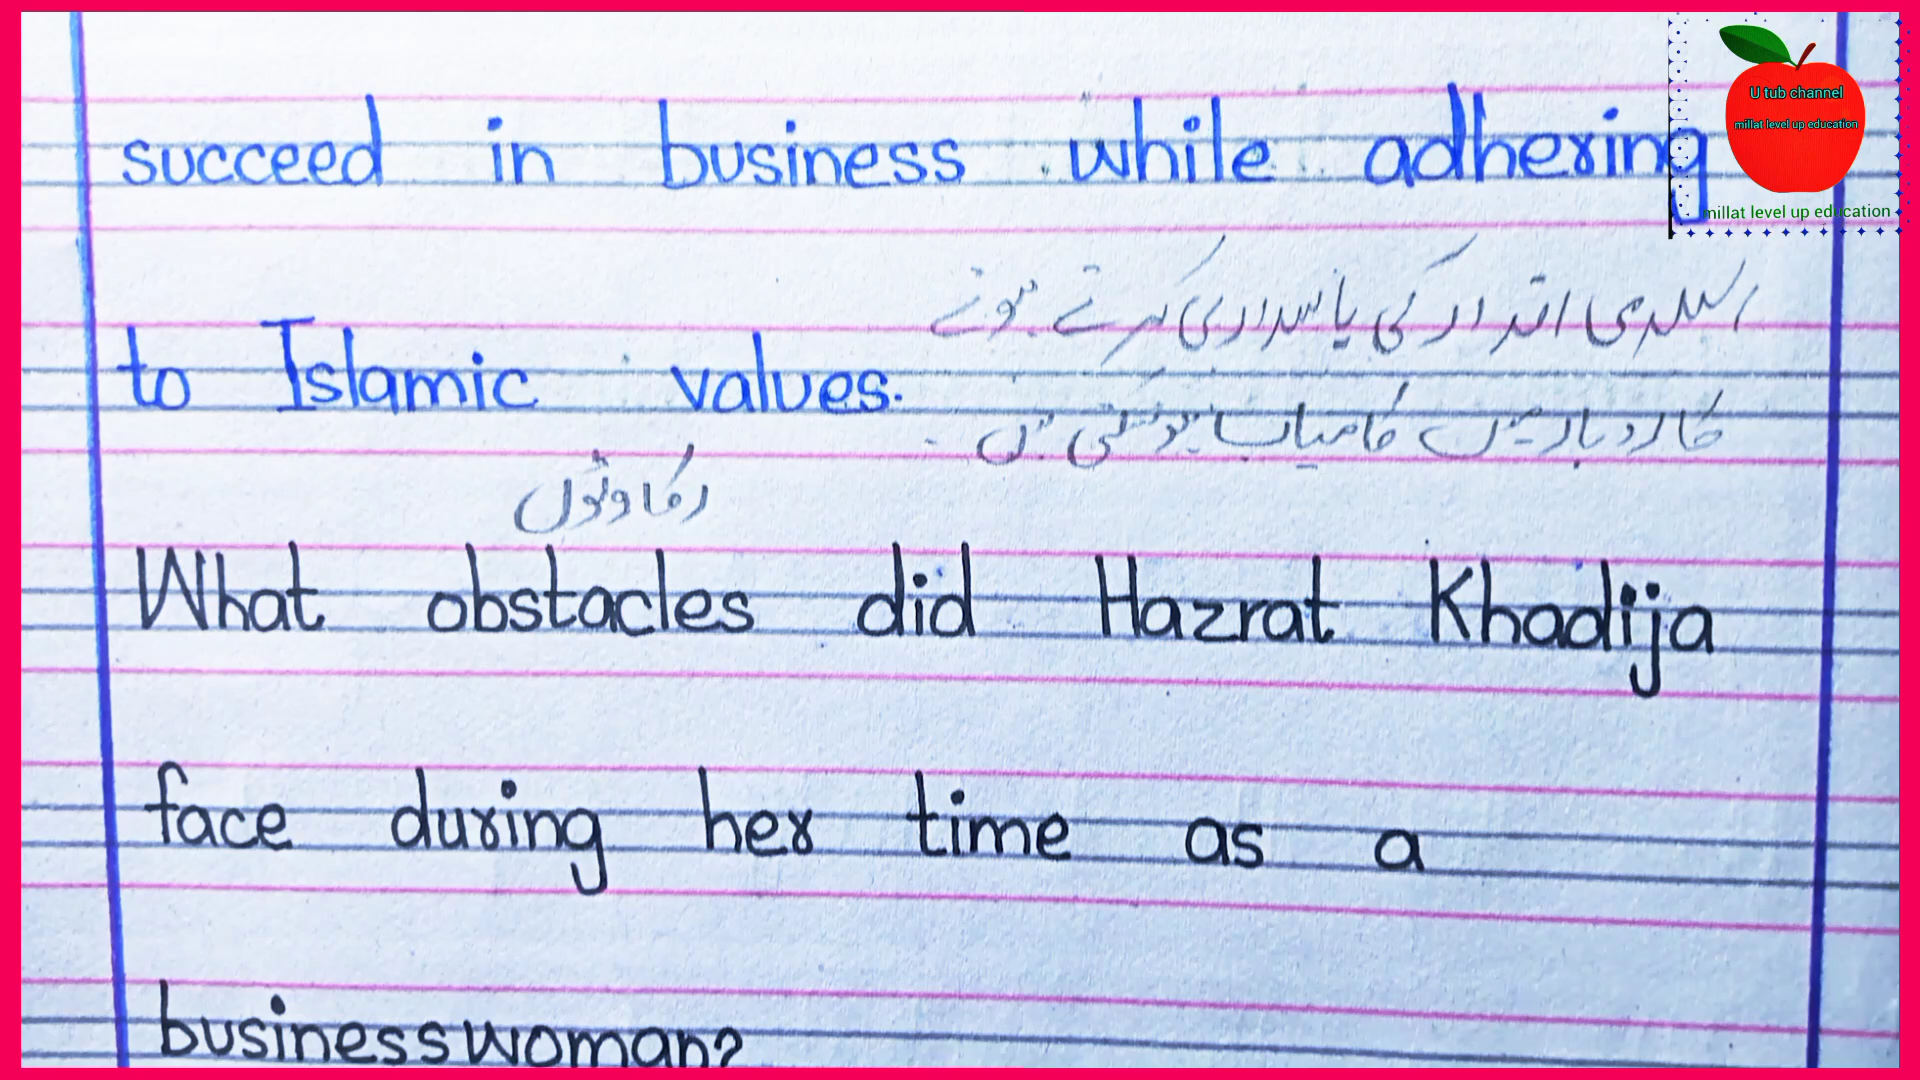 succeed in business while adhering
U tub channel
millat level up education
millat level up education
اسلامی اقدار کی پاسداری کرتے ہوئے
to Islamic values.
کاروبار میں کامیاب ہو سکتی ہیں۔
رکاوٹوں
What obstacles did Hazrat Khadija
face during her time as a
businesswoman?